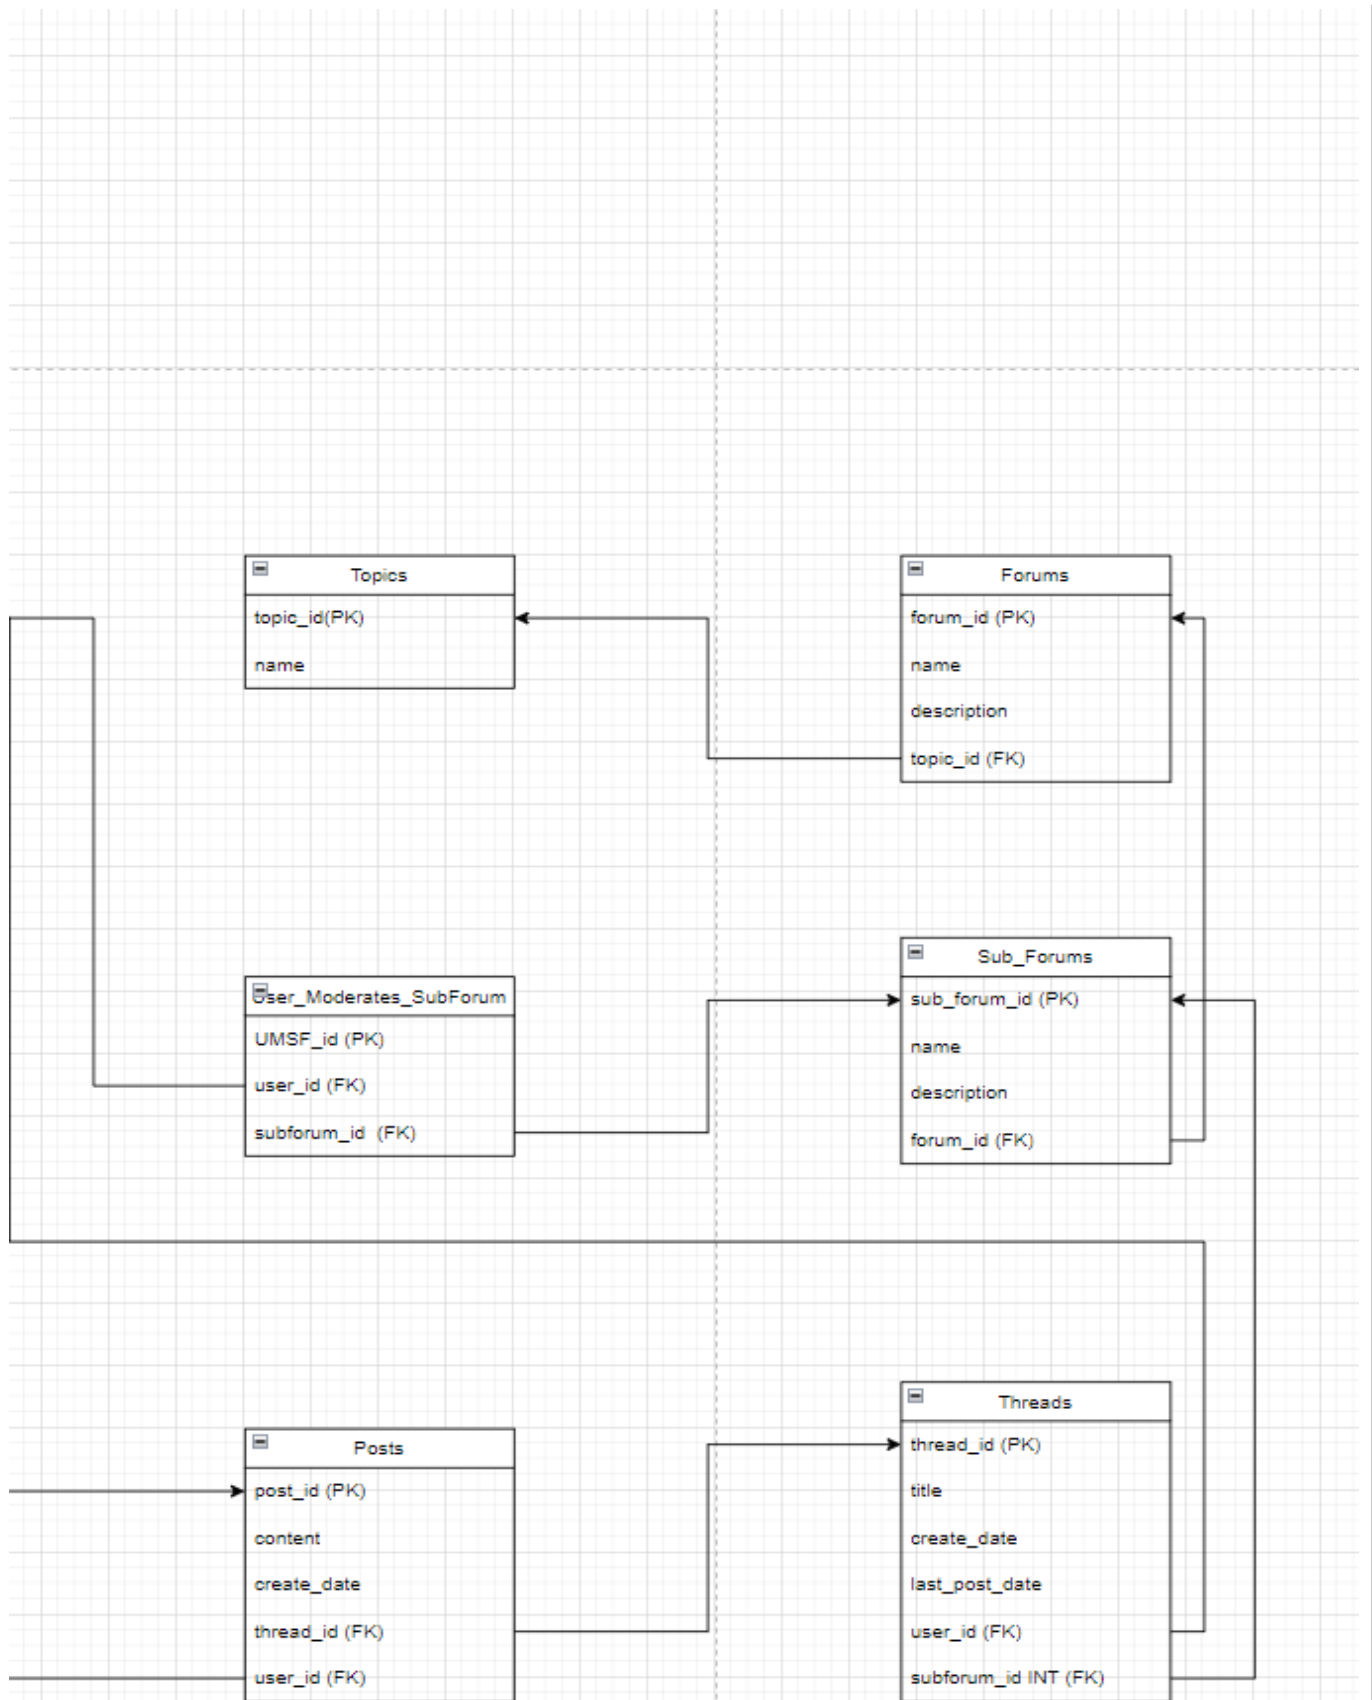 Topics
topic_id(PK)
name
Forums
forum_id (PK)
name
description
topic_id (FK)
User_Moderates_SubForum
UMSF_id (PK)
user_id (FK)
subforum_id  (FK)
Sub_Forums
sub_forum_id (PK)
name
description
forum_id (FK)
Posts
post_id (PK)
content
create_date
thread_id (FK)
user_id (FK)
Threads
thread_id (PK)
title
create_date
last_post_date
user_id (FK)
subforum_id INT (FK)